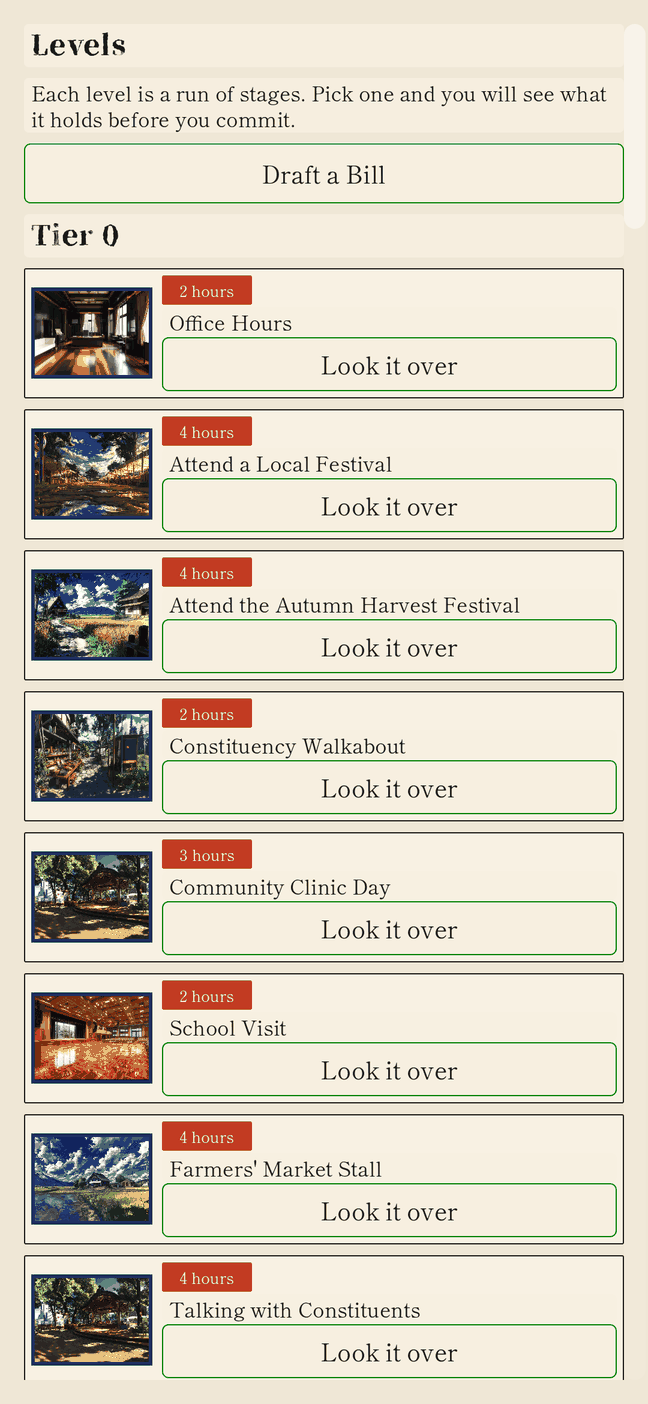 Levels
Each level is a run of stages. Pick one and you will see what
it holds before you commit.
Draft a Bill
Tier 0
2 hours
Office Hours
Look it over
4 hours
Attend a Local Festival
Look it over
4 hours
Attend the Autumn Harvest Festival
Look it over
2 hours
Constituency Walkabout
Look it over
3 hours
Community Clinic Day
Look it over
2 hours
School Visit
Look it over
4 hours
Farmers' Market Stall
Look it over
4 hours
Talking with Constituents
Look it over